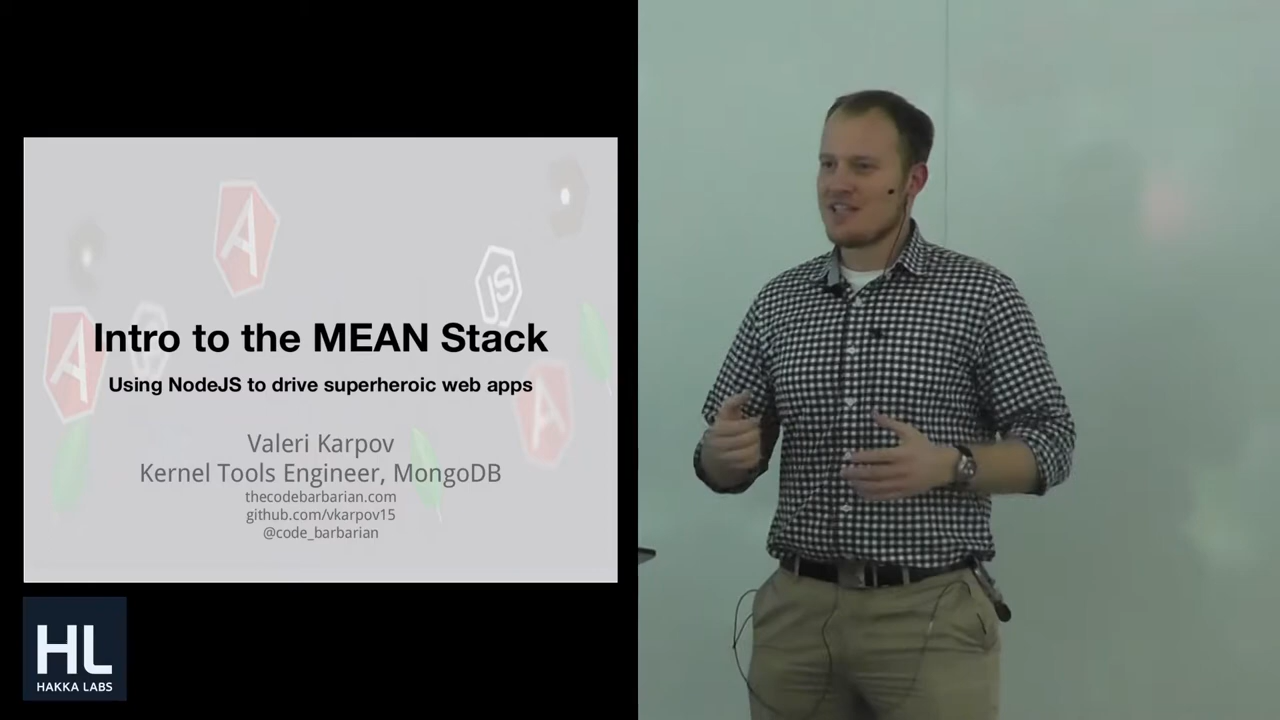 JS
Intro to the MEAN Stack
Using NodeJS to drive superheroic web apps
Valeri Karpov
Kernel Tools Engineer, MongoDB
thecodebarbarian.com
github.com/vkarpov15
@code_barbarian
HL
HAKKA LABS